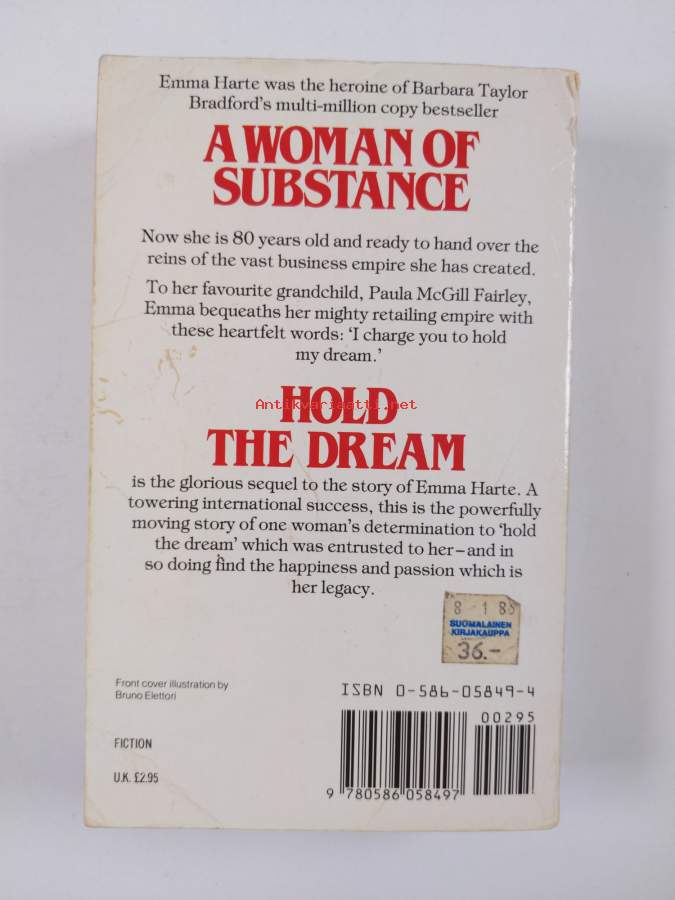 Emma Harte was the heroine of Barbara Taylor
Bradford's multi-million copy bestseller
A WOMAN OF
SUBSTANCE
Now she is 80 years old and ready to hand over the
reins of the vast business empire she has created.
To her favourite grandchild, Paula McGill Fairley,
Emma bequeaths her mighty retailing empire with
these heartfelt words: ‘I charge you to hold
my dream.’
HOLD
Antikvariaatti.net
THE DREAM
is the glorious sequel to the story of Emma Harte. A
towering international success, this is the powerfully
moving story of one woman's determination to ‘hold
the dream’ which was entrusted to her – and in
so doing find the happiness and passion which is
her legacy.
8 1 8
SUOMALAINEN
KIRJAKAUPPA
36.-
Front cover illustration by
Bruno Elettori
ISBN 0-586-05849-4
00295
FICTION
U.K. £2.95
9 780586 058497